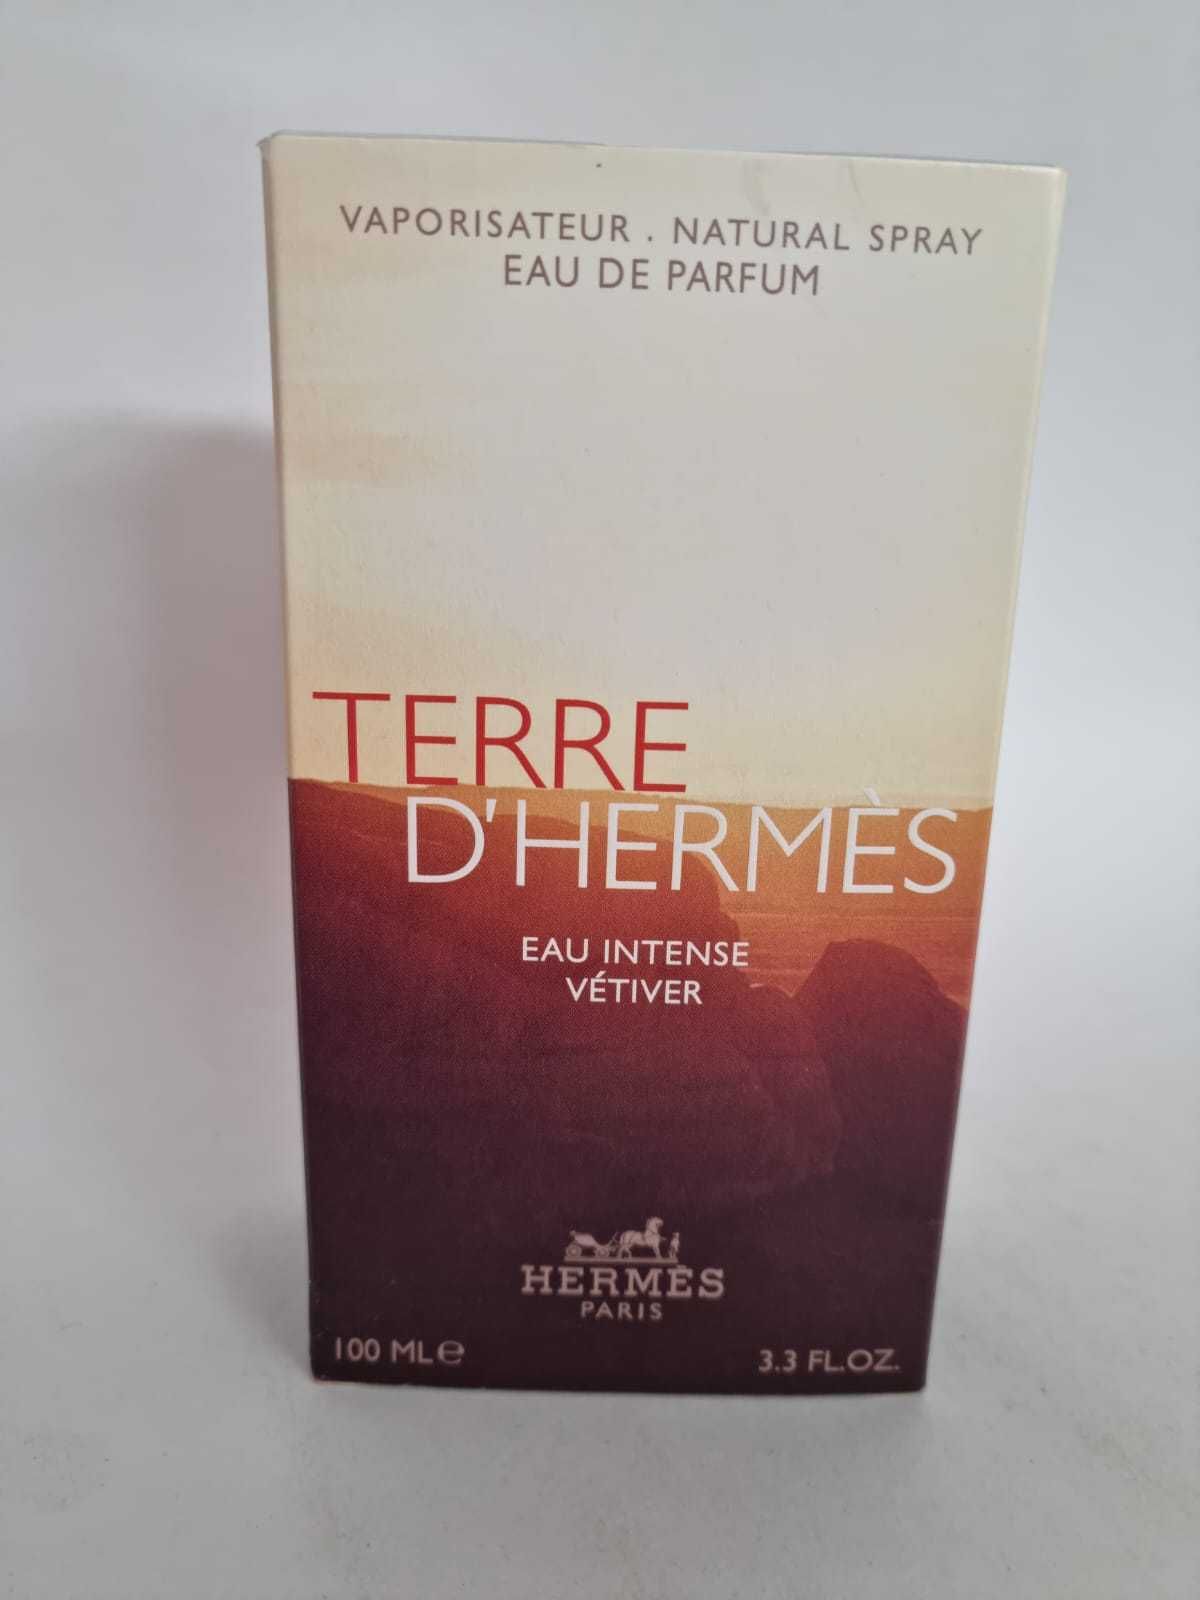 VAPORISATEUR . NATURAL SPRAY
EAU DE PARFUM
TERRE
D'HERMÈS
EAU INTENSE
VÉTIVER
HERMÈS
PARIS
100 ML ℮
3.3 FL.OZ.